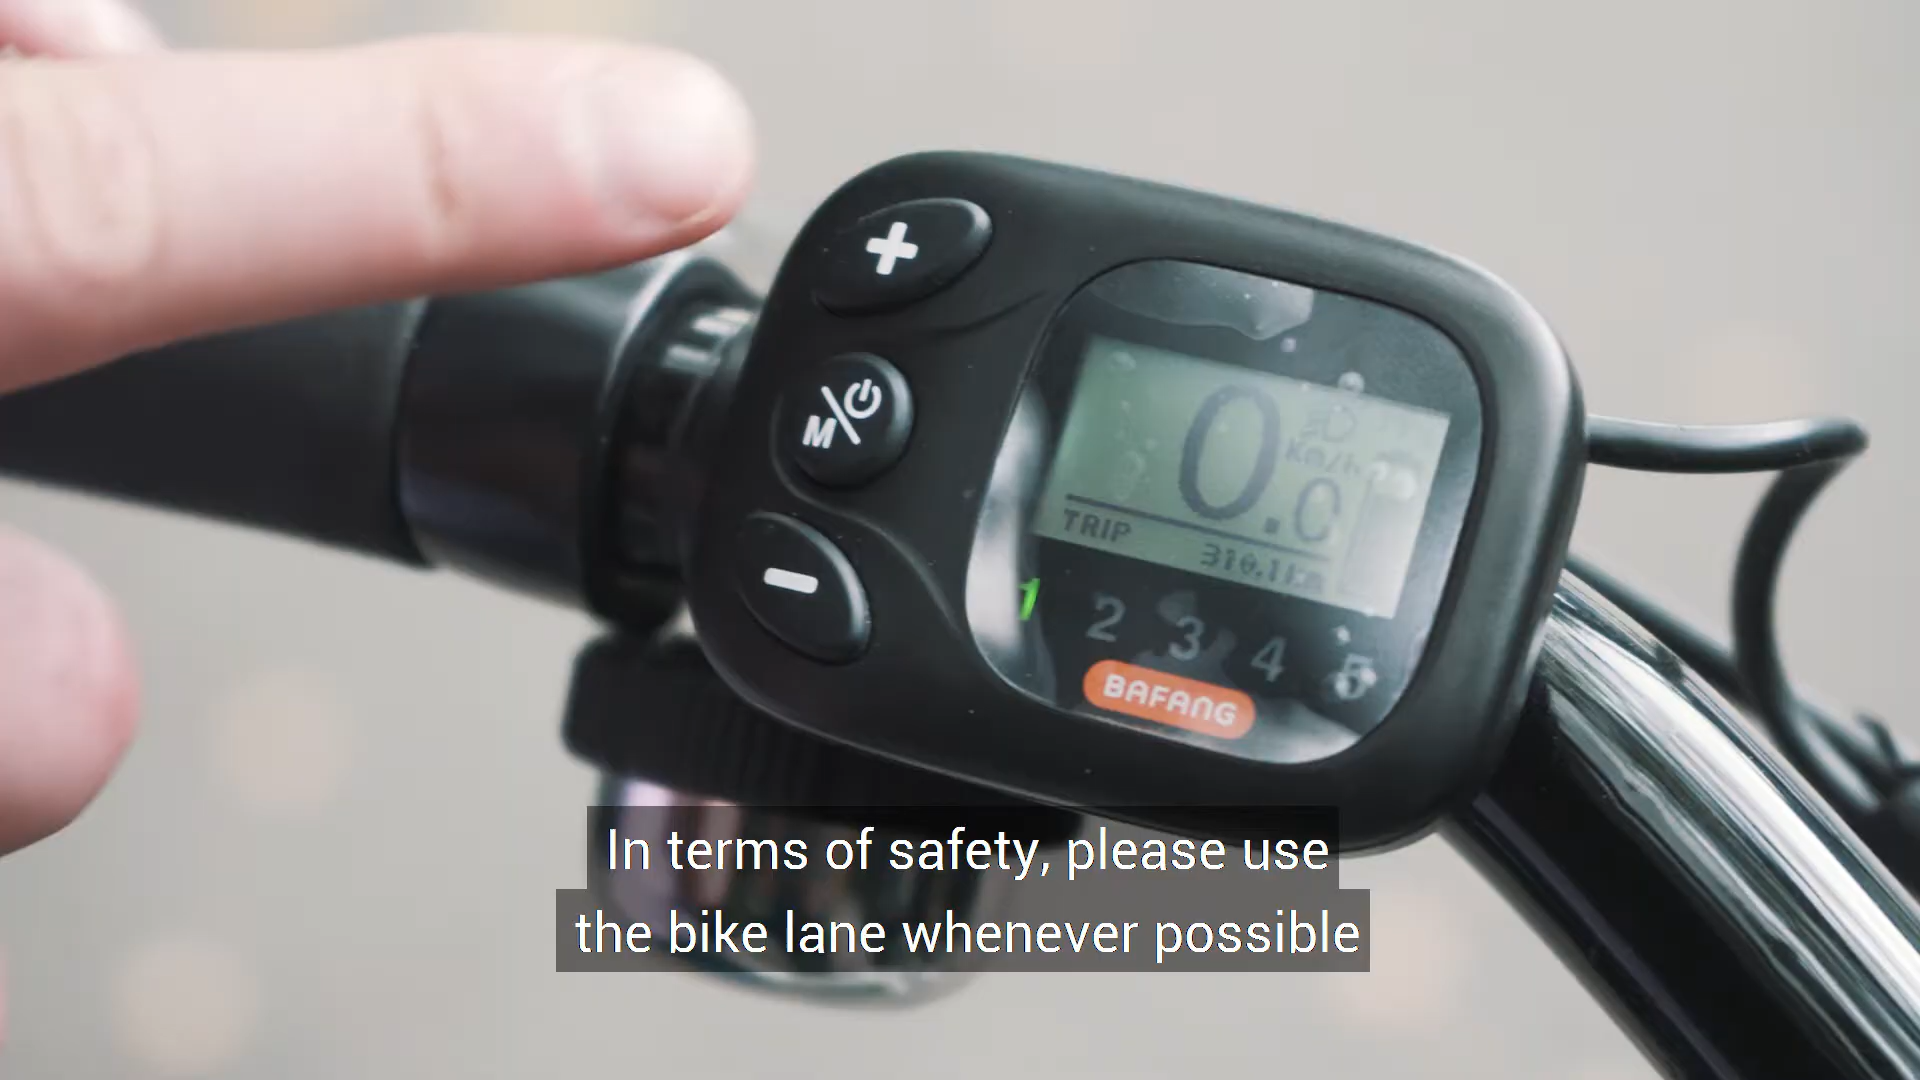 M
0.0
Km/h
TRIP
310.1km
1 2 3 4 5
BAFANG
In terms of safety, please use
the bike lane whenever possible